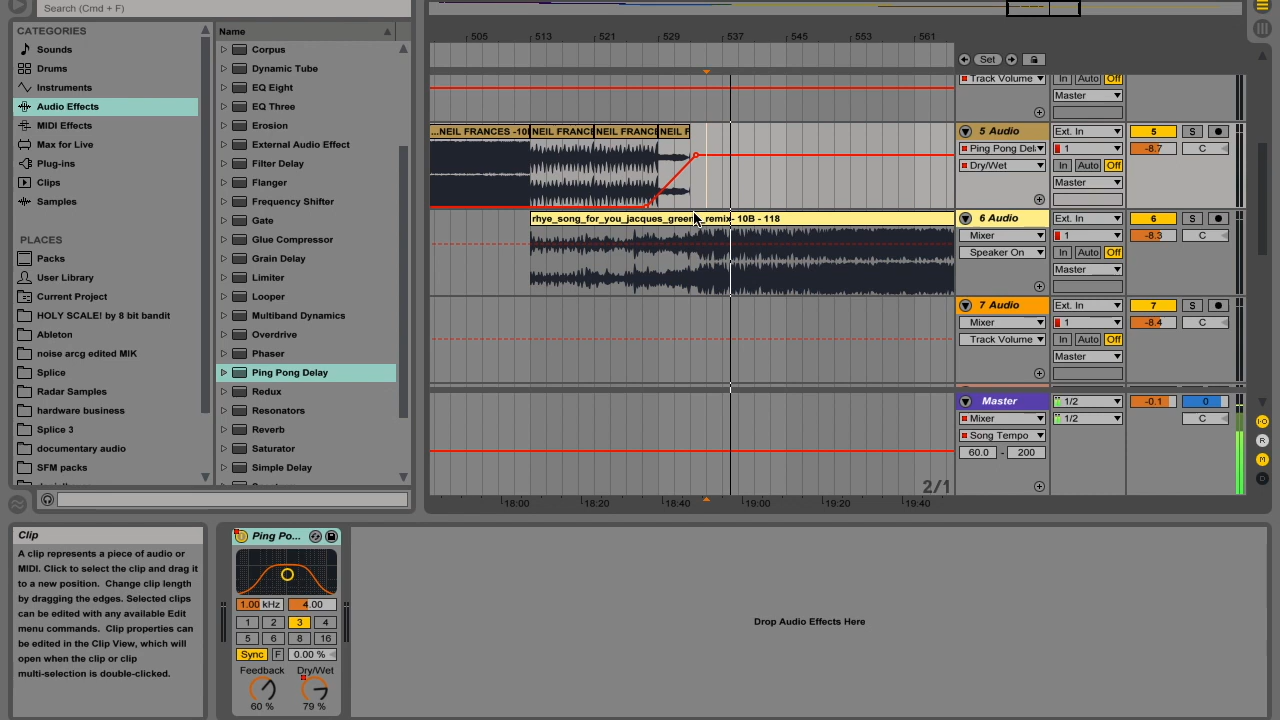 Search (Cmd + F)
CATEGORIES
Sounds
Drums
Instruments
Audio Effects
MIDI Effects
Max for Live
Plug-ins
Clips
Samples
PLACES
Packs
User Library
Current Project
HOLY SCALE! by 8 bit bandit
Ableton
noise arcg edited MIK
Splice
Radar Samples
hardware business
Splice 3
documentary audio
SFM packs
Name
Corpus
Dynamic Tube
EQ Eight
EQ Three
Erosion
External Audio Effect
Filter Delay
Flanger
Frequency Shifter
Gate
Glue Compressor
Grain Delay
Limiter
Looper
Multiband Dynamics
Overdrive
Phaser
Ping Pong Delay
Redux
Resonators
Reverb
Saturator
Simple Delay
505 513 521 529 537 545 553 561
Set
Track Volume In Auto Off
Master
...NEIL FRANCES -10 NEIL FRANC NEIL FRANC NEIL F
5 Audio Ext. In 5 S
Ping Pong Del 1 -8.7 C
Dry/Wet In Auto Off
Master
rhye_song_for_you_jacques_green_remix- 10B - 118
6 Audio Ext. In 6 S
Mixer 1 -8.3 C
Speaker On In Auto Off
Master
7 Audio Ext. In 7 S
Mixer 1 -8.4 C
Track Volume In Auto Off
Master
Master 1/2 -0.1 0
Mixer 1/2 C
Song Tempo
60.0 - 200
2/1
18:00 18:20 18:40 19:00 19:20 19:40
I·O
R
M
D
Clip
A clip represents a piece of audio or
MIDI. Click to select the clip and drag it
to a new position. Change clip length
by dragging the edges. Selected clips
can be edited with any available Edit
menu commands. Clip properties can
be edited in the Clip View, which will
open when the clip or clip
multi-selection is double-clicked.
Ping Po...
1.00 kHz 4.00
1 2 3 4
5 6 8 16
Sync F 0.00 %
Feedback Dry/Wet
60 % 79 %
Drop Audio Effects Here